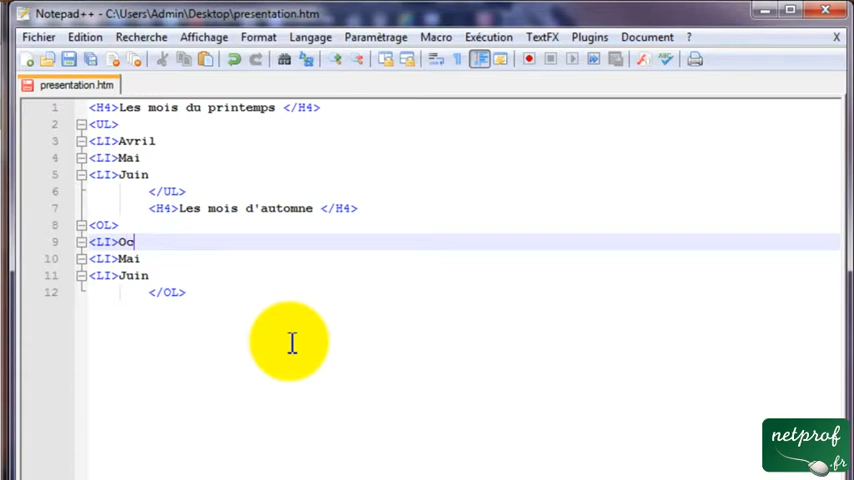 Notepad++ - C:\Users\Admin\Desktop\presentation.htm
Fichier Edition Recherche Affichage Format Langage Paramètrage Macro Exécution TextFX Plugins Document ? X
presentation.htm
1 <H4>Les mois du printemps </H4>
2 <UL>
3 <LI>Avril
4 <LI>Mai
5 <LI>Juin
6 </UL>
7 <H4>Les mois d'automne </H4>
8 <OL>
9 <LI>Oc
10 <LI>Mai
11 <LI>Juin
12 </OL>
netprof
.fr